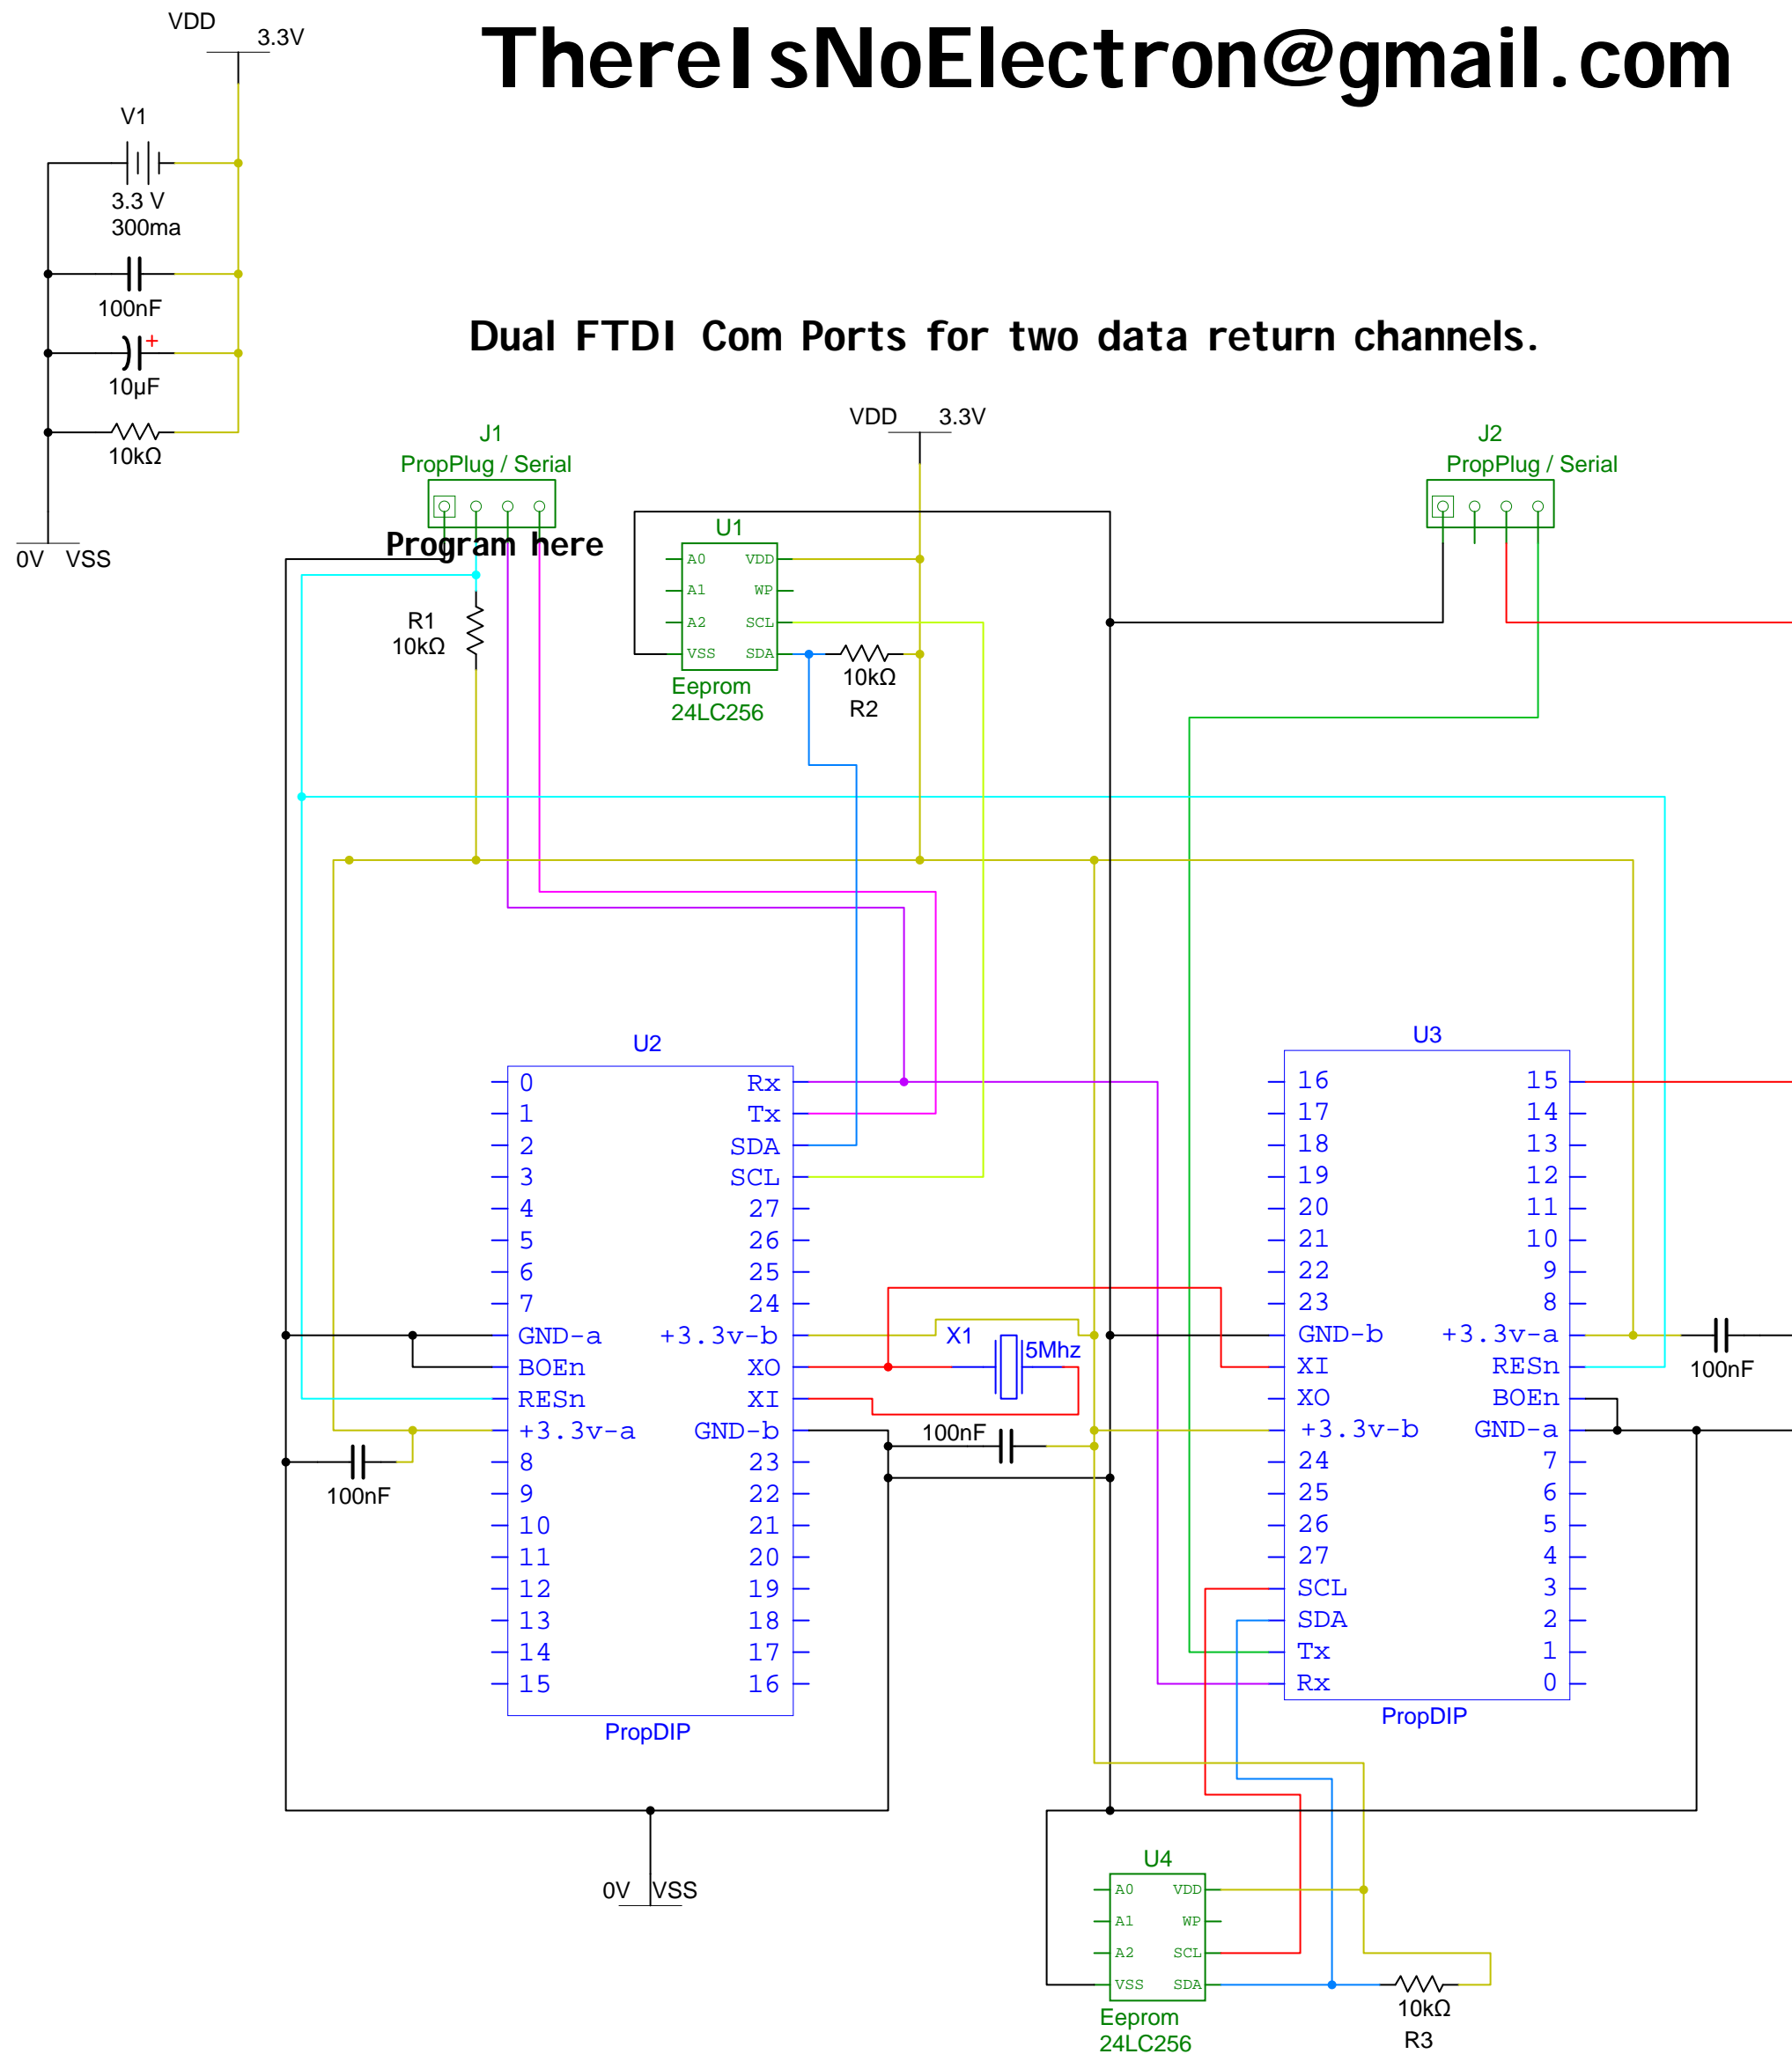 ThereIsNoElectron@gmail.com
VDD
3.3V
V1
3.3 V
300ma
100nF
+
10µF
10kΩ
0V VSS
Dual FTDI Com Ports for two data return channels.
J1
PropPlug / Serial
Program here
R1
10kΩ
VDD 3.3V
U1
A0 VDD
A1 WP
A2 SCL
VSS SDA
Eeprom
24LC256
10kΩ
R2
J2
PropPlug / Serial
U2
0 Rx
1 Tx
2 SDA
3 SCL
4 27
5 26
6 25
7 24
GND-a +3.3v-b
BOEn XO
RESn XI
+3.3v-a GND-b
8 23
9 22
10 21
11 20
12 19
13 18
14 17
15 16
PropDIP
100nF
X1
5Mhz
100nF
U3
16 15
17 14
18 13
19 12
20 11
21 10
22 9
23 8
GND-b +3.3v-a
XI RESn
XO BOEn
+3.3v-b GND-a
24 7
25 6
26 5
27 4
SCL 3
SDA 2
Tx 1
Rx 0
PropDIP
100nF
0V VSS
U4
A0 VDD
A1 WP
A2 SCL
VSS SDA
Eeprom
24LC256
10kΩ
R3